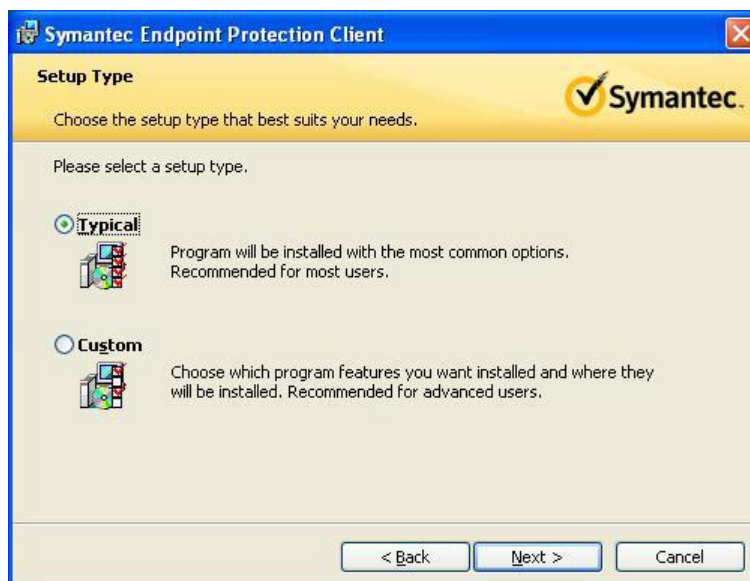 Symantec Endpoint Protection Client
Setup Type
Symantec.
Choose the setup type that best suits your needs.
Please select a setup type.
Typical
Program will be installed with the most common options.
Recommended for most users.
Custom
Choose which program features you want installed and where they
will be installed. Recommended for advanced users.
< Back
Next >
Cancel